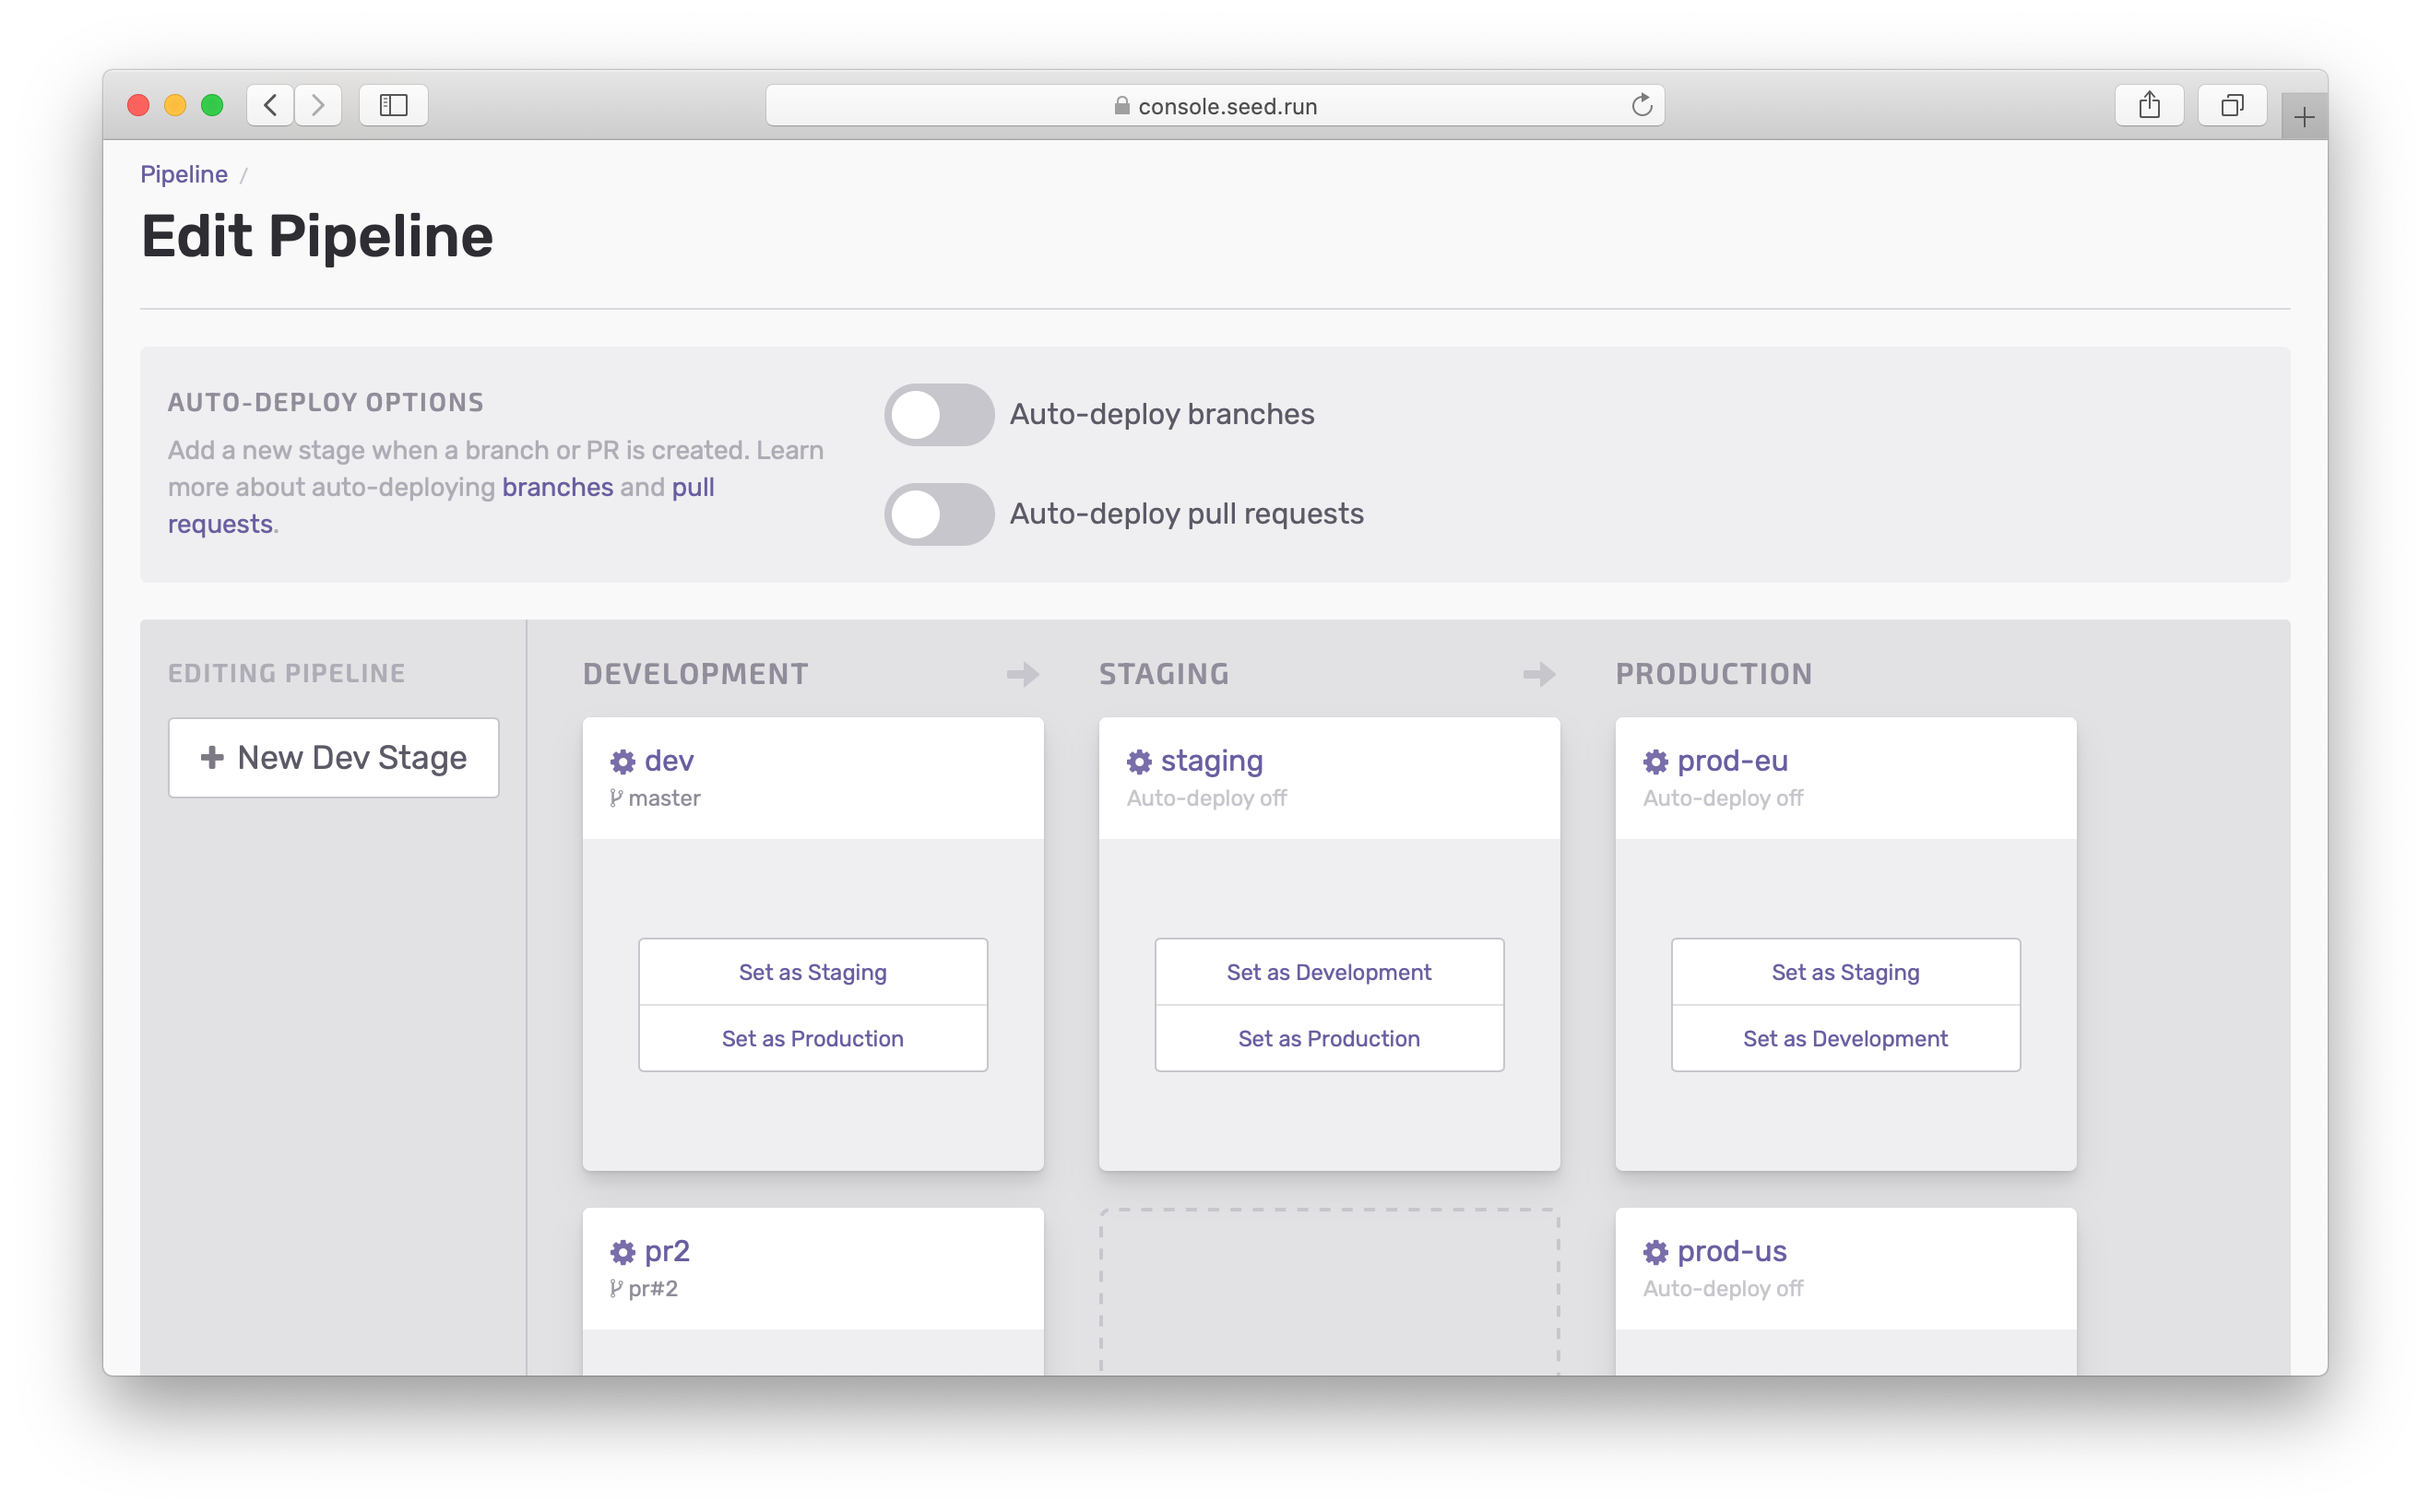 console.seed.run
Pipeline /
Edit Pipeline
AUTO-DEPLOY OPTIONS
Add a new stage when a branch or PR is created. Learn
more about auto-deploying branches and pull
requests.
Auto-deploy branches
Auto-deploy pull requests
EDITING PIPELINE
New Dev Stage
DEVELOPMENT
STAGING
PRODUCTION
dev
master
Set as Staging
Set as Production
staging
Auto-deploy off
Set as Development
Set as Production
prod-eu
Auto-deploy off
Set as Staging
Set as Development
pr2
pr#2
prod-us
Auto-deploy off